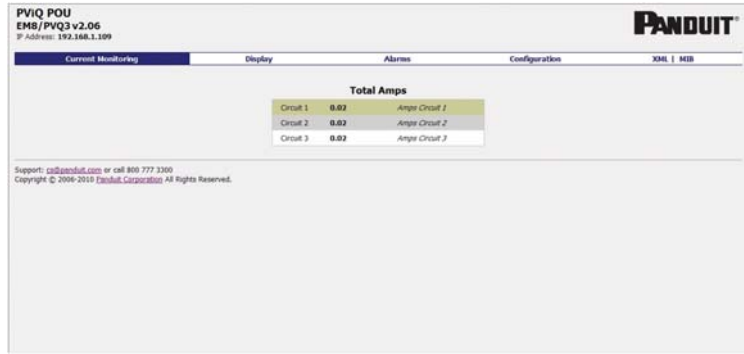 PViQ POU
EMS/PVQ3 v2.06
IP Address: 192.168.1.109
PANDUIT®
Current Monitoring Display Alarms Configuration XML | MIB
Total Amps
Circuit 1 0.02 Amps Circuit 1
Circuit 2 0.02 Amps Circuit 2
Circuit 3 0.02 Amps Circuit 3
Support: cs@panduit.com or call 800 777 3300
Copyright © 2006-2010 Panduit Corporation All Rights Reserved.